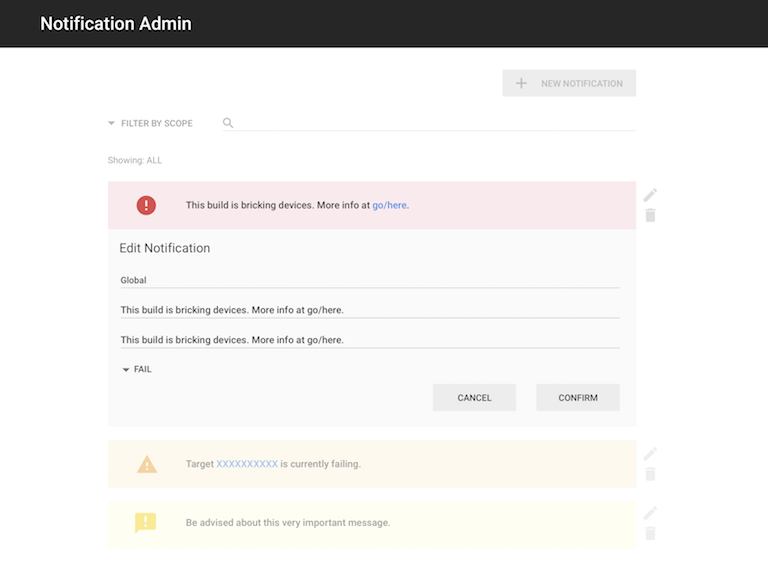 Notification Admin
NEW NOTIFICATION
FILTER BY SCOPE
Showing: ALL
This build is bricking devices. More info at go/here.
Edit Notification
Global
This build is bricking devices. More info at go/here.
This build is bricking devices. More info at go/here.
FAIL
CANCEL CONFIRM
Target XXXXXXXXXX is currently failing.
Be advised about this very important message.